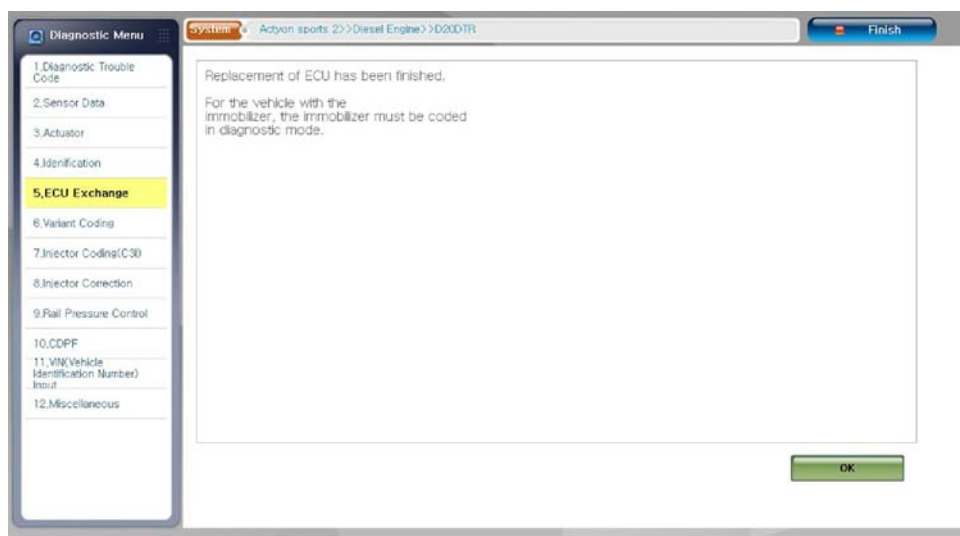 Diagnostic Menu
System
Actyon sports 2>>Diesel Engine>>D20DTR
Finish
1.Diagnostic Trouble
Code
2.Sensor Data
3.Actuator
4.Idenification
5.ECU Exchange
6.Variant Coding
7.Injector Coding(C3I)
8.Injector Correction
9.Rail Pressure Control
10.CDPF
11.VIN(Vehicle
Identification Number)
Input
12.Miscellaneous
Replacement of ECU has been finished.
For the vehicle with the
immobilizer, the immobilizer must be coded
in diagnostic mode.
OK